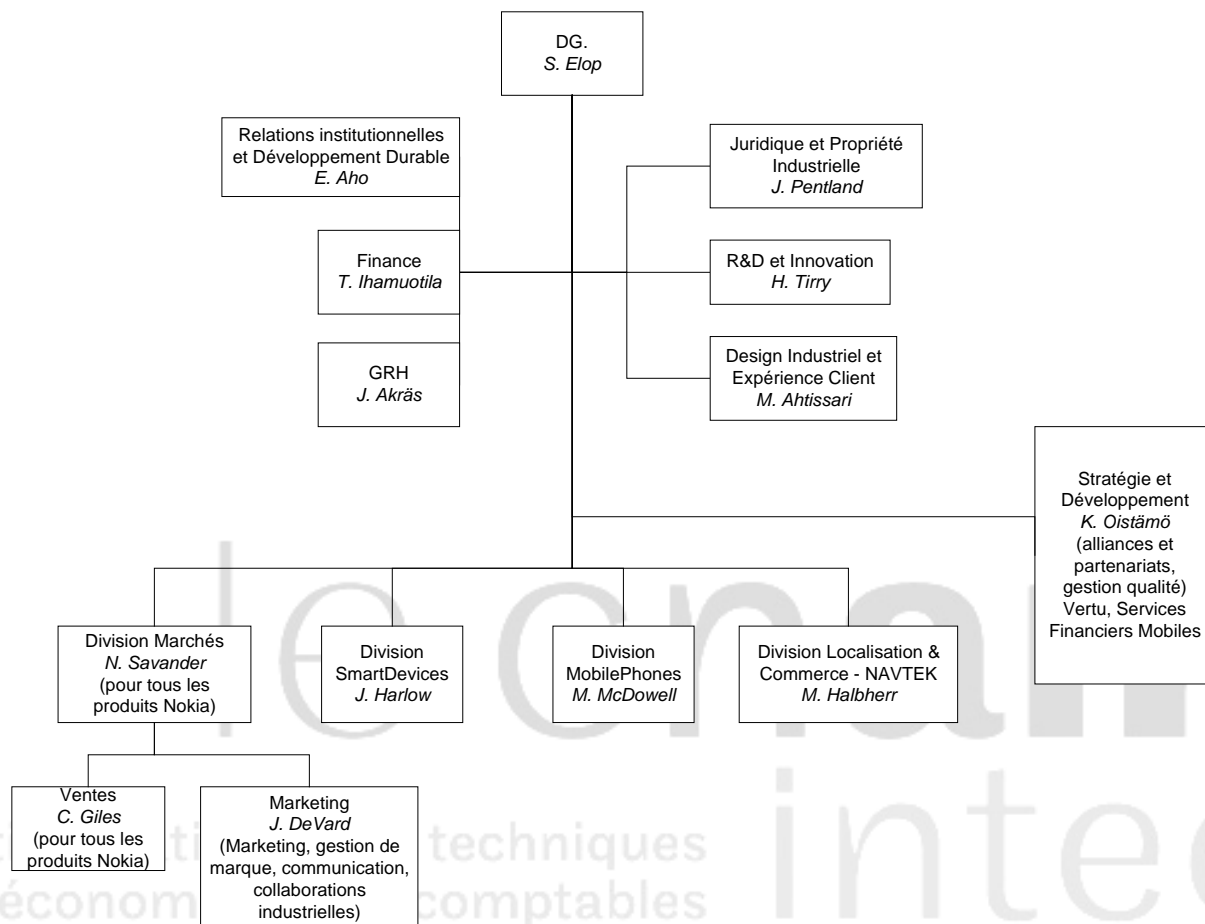 DG.
S. Elop
Relations institutionnelles
et Développement Durable
E. Aho
Juridique et Propriété
Industrielle
J. Pentland
Finance
T. Ihamuotila
R&D et Innovation
H. Tirry
GRH
J. Akräs
Design Industriel et
Expérience Client
M. Ahtissari
Stratégie et
Développement
K. Oistämö
(alliances et
partenariats,
gestion qualité)
Vertu, Services
Financiers Mobiles
Division Marchés
N. Savander
(pour tous les
produits Nokia)
Division
SmartDevices
J. Harlow
Division
MobilePhones
M. McDowell
Division Localisation &
Commerce - NAVTEK
M. Halbherr
Ventes
C. Giles
(pour tous les
produits Nokia)
Marketing
J. DeVard
(Marketing, gestion de
marque, communication,
collaborations
industrielles)
le cnam
inte
techniques
économ
comptables